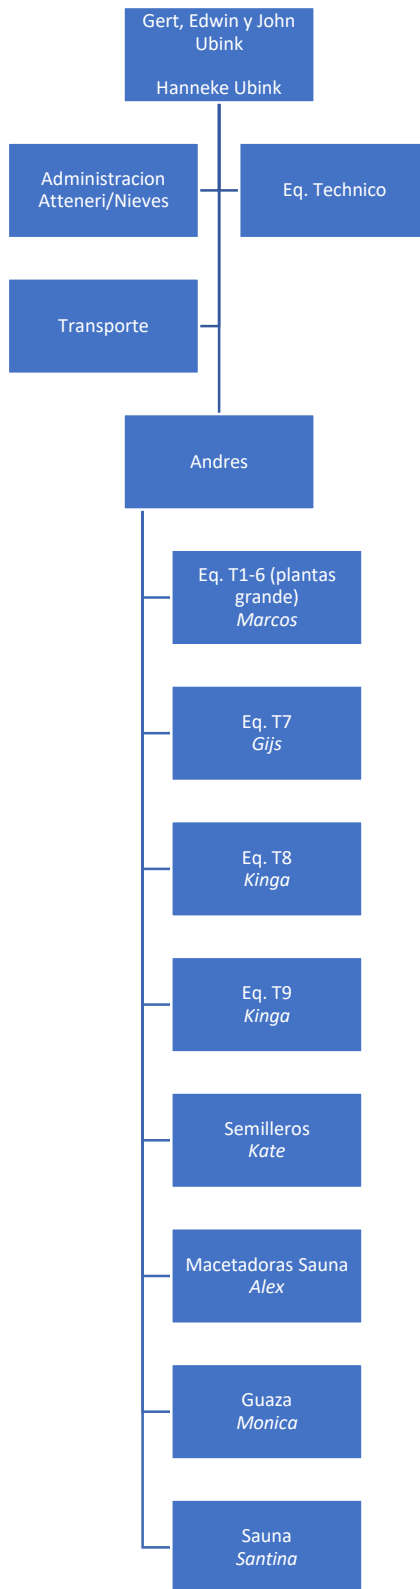 Gert, Edwin y John
Ubink
Hanneke Ubink
Administracion
Atteneri/Nieves
Eq. Technico
Transporte
Andres
Eq. T1-6 (plantas
grande)
Marcos
Eq. T7
Gijs
Eq. T8
Kinga
Eq. T9
Kinga
Semilleros
Kate
Macetadoras Sauna
Alex
Guaza
Monica
Sauna
Santina